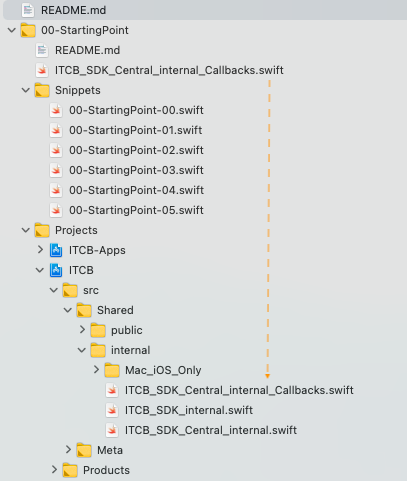 README.md
00-StartingPoint
README.md
ITCB_SDK_Central_internal_Callbacks.swift
Snippets
00-StartingPoint-00.swift
00-StartingPoint-01.swift
00-StartingPoint-02.swift
00-StartingPoint-03.swift
00-StartingPoint-04.swift
00-StartingPoint-05.swift
Projects
ITCB-Apps
ITCB
src
Shared
public
internal
Mac_iOS_Only
ITCB_SDK_Central_internal_Callbacks.swift
ITCB_SDK_internal.swift
ITCB_SDK_Central_internal.swift
Meta
Products